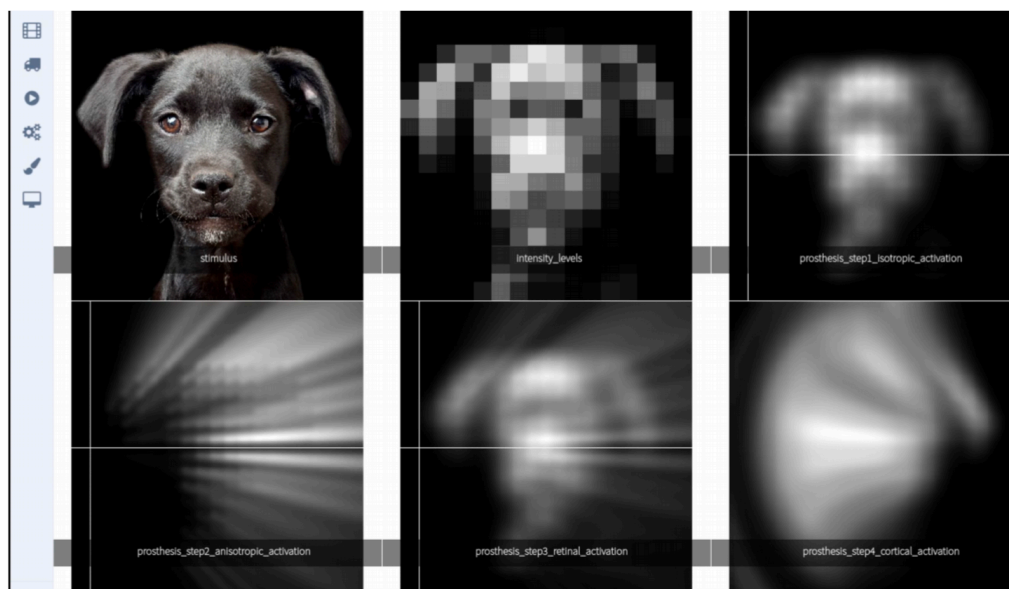 stimulus
intensity_levels
prosthesis_step1_isotropic_activation
prosthesis_step2_anisotropic_activation
prosthesis_step3_retinal_activation
prosthesis_step4_cortical_activation